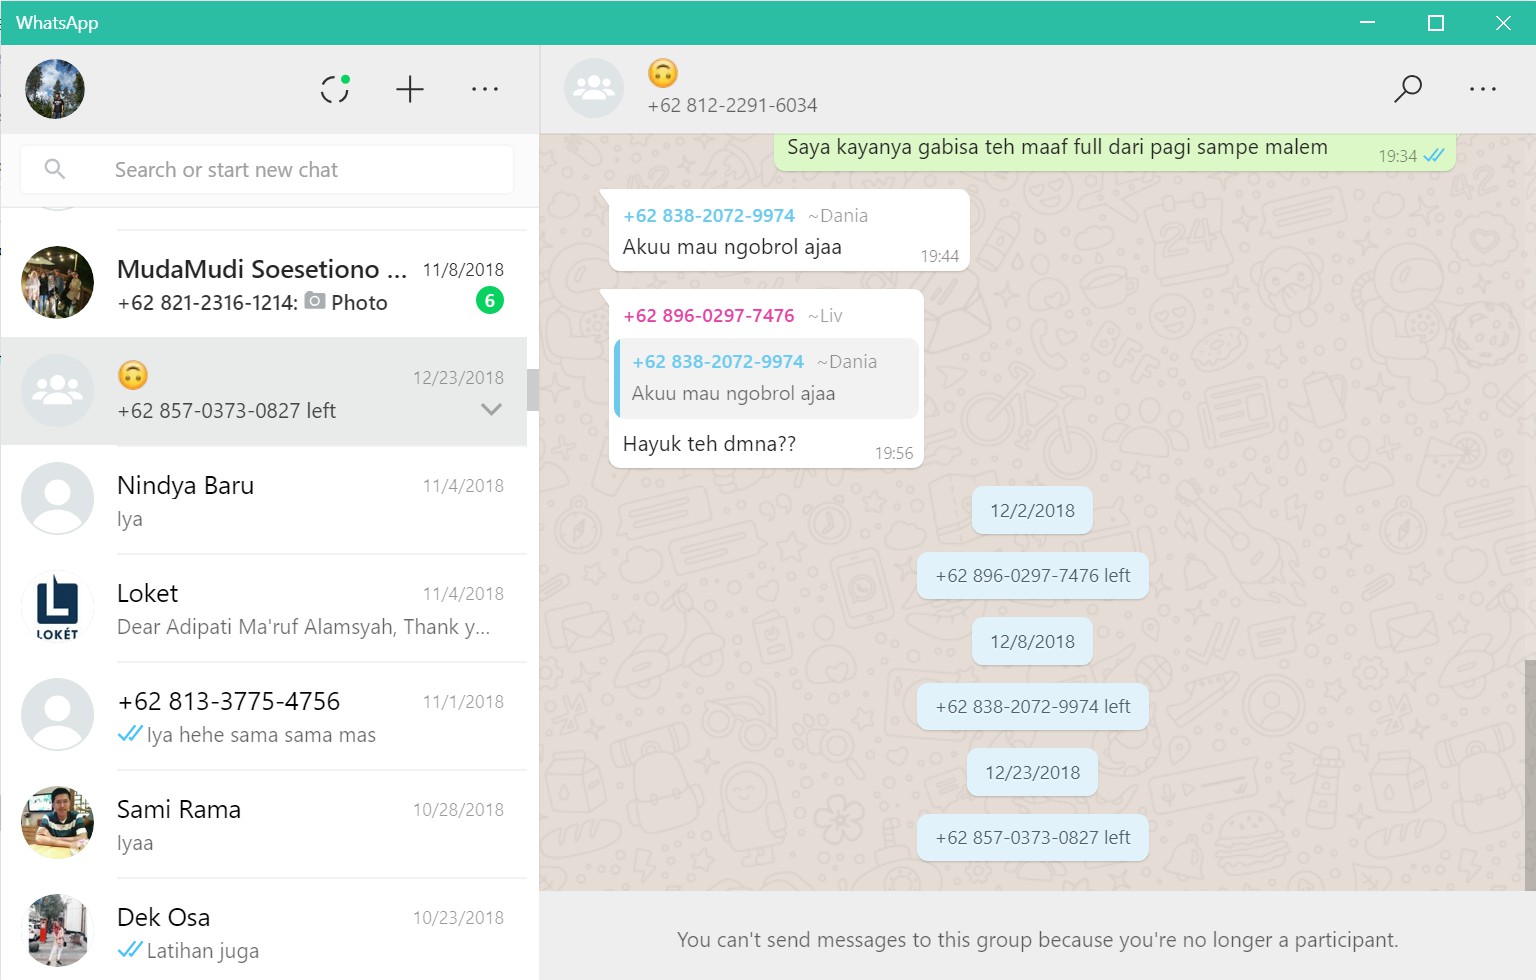 WhatsApp
Search or start new chat
MudaMudi Soesetiono ...
11/8/2018
+62 821-2316-1214: Photo
6
🙃
12/23/2018
+62 857-0373-0827 left
Nindya Baru
11/4/2018
Iya
LOKÉT
Loket
11/4/2018
Dear Adipati Ma'ruf Alamsyah, Thank y...
+62 813-3775-4756
11/1/2018
Iya hehe sama sama mas
Sami Rama
10/28/2018
Iyaa
Dek Osa
10/23/2018
Latihan juga
🙃
+62 812-2291-6034
Saya kayanya gabisa teh maaf full dari pagi sampe malem
19:34
+62 838-2072-9974 ~Dania
Akuu mau ngobrol ajaa
19:44
+62 896-0297-7476 ~Liv
+62 838-2072-9974 ~Dania
Akuu mau ngobrol ajaa
Hayuk teh dmna??
19:56
12/2/2018
+62 896-0297-7476 left
12/8/2018
+62 838-2072-9974 left
12/23/2018
+62 857-0373-0827 left
You can't send messages to this group because you're no longer a participant.